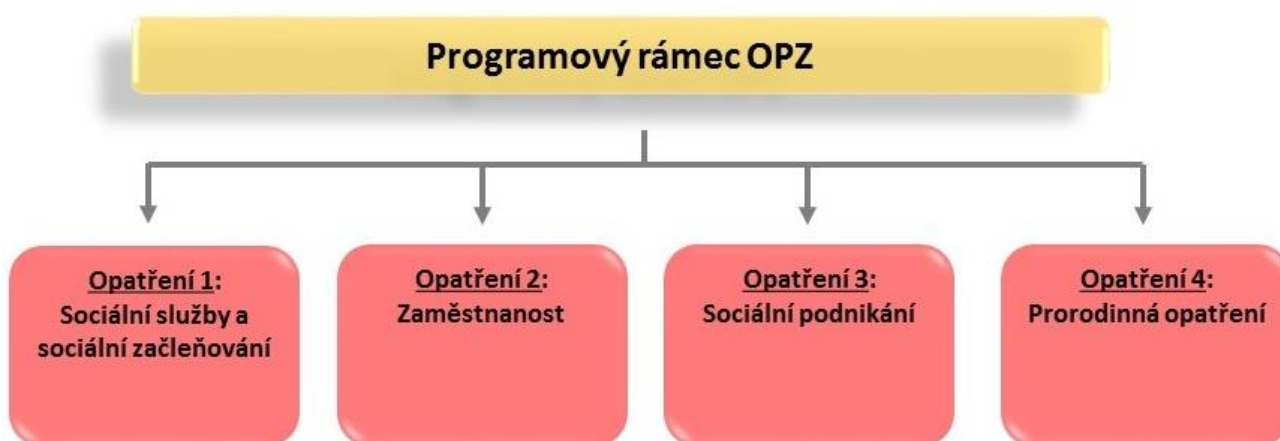 Programový rámec OPZ
Opatření 1:
Sociální služby a
sociální začleňování
Opatření 2:
Zaměstnanost
Opatření 3:
Sociální podnikání
Opatření 4:
Prorodinná opatření